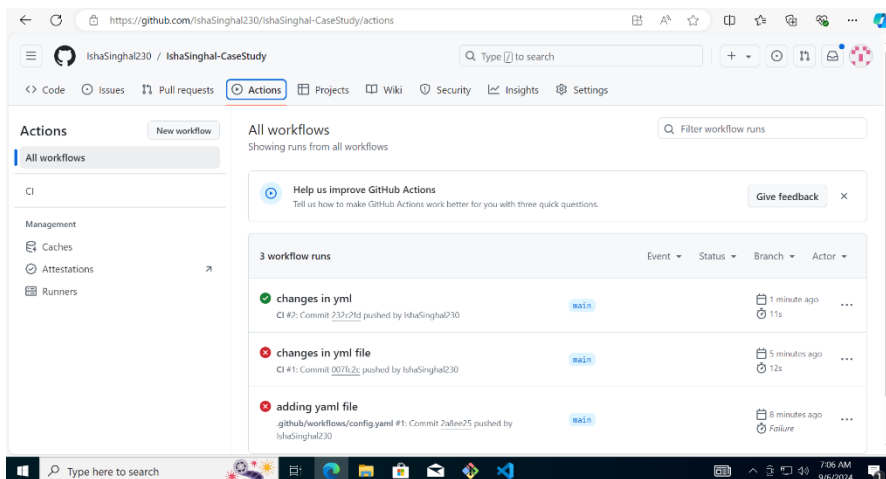 https://github.com/IshaSinghal230/IshaSinghal-CaseStudy/actions
IshaSinghal230 / IshaSinghal-CaseStudy
Type / to search
Code Issues Pull requests Actions Projects Wiki Security Insights Settings
Actions
New workflow
All workflows
CI
Management
Caches
Attestations
Runners
All workflows
Showing runs from all workflows
Filter workflow runs
Help us improve GitHub Actions
Tell us how to make GitHub Actions work better for you with three quick questions.
Give feedback
3 workflow runs
Event Status Branch Actor
changes in yml
CI #2: Commit 232c2fd pushed by IshaSinghal230
main
1 minute ago
11s
changes in yml file
CI #1: Commit 007fc2c pushed by IshaSinghal230
main
5 minutes ago
12s
adding yaml file
.github/workflows/config.yaml #1: Commit 2a8ee25 pushed by
IshaSinghal230
main
8 minutes ago
Failure
Type here to search
7:06 AM
9/6/2024